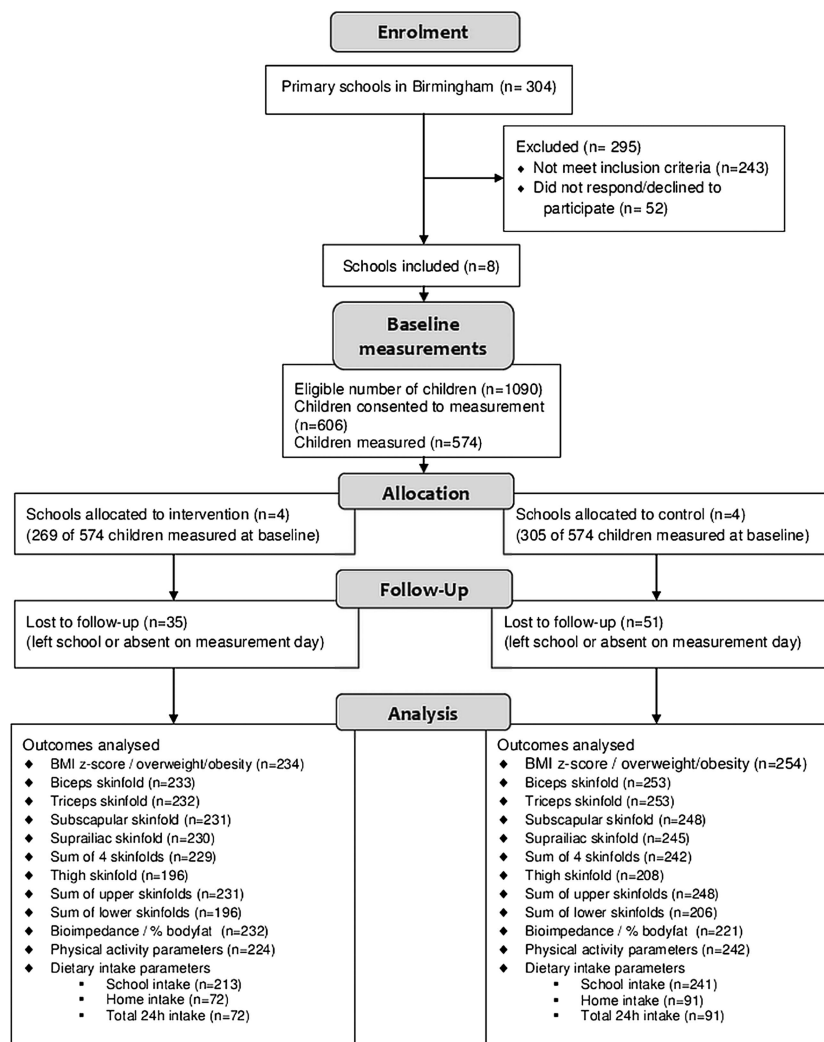 Enrolment
Primary schools in Birmingham (n= 304)
Excluded (n= 295)
♦ Not meet inclusion criteria (n=243)
♦ Did not respond/declined to
participate (n= 52)
Schools included (n=8)
Baseline
measurements
Eligible number of children (n=1090)
Children consented to measurement
(n=606)
Children measured (n=574)
Allocation
Schools allocated to intervention (n=4)
(269 of 574 children measured at baseline)
Schools allocated to control (n=4)
(305 of 574 children measured at baseline)
Follow-Up
Lost to follow-up (n=35)
(left school or absent on measurement day)
Lost to follow-up (n=51)
(left school or absent on measurement day)
Analysis
Outcomes analysed
♦ BMI z-score / overweight/obesity (n=234)
♦ Biceps skinfold (n=233)
♦ Triceps skinfold (n=232)
♦ Subscapular skinfold (n=231)
♦ Suprailiac skinfold (n=230)
♦ Sum of 4 skinfolds (n=229)
♦ Thigh skinfold (n=196)
♦ Sum of upper skinfolds (n=231)
♦ Sum of lower skinfolds (n=196)
♦ Bioimpedance / % bodyfat (n=232)
♦ Physical activity parameters (n=224)
♦ Dietary intake parameters
▪ School intake (n=213)
▪ Home intake (n=72)
▪ Total 24h intake (n=72)
Outcomes analysed
♦ BMI z-score / overweight/obesity (n=254)
♦ Biceps skinfold (n=253)
♦ Triceps skinfold (n=253)
♦ Subscapular skinfold (n=248)
♦ Suprailiac skinfold (n=245)
♦ Sum of 4 skinfolds (n=242)
♦ Thigh skinfold (n=208)
♦ Sum of upper skinfolds (n=248)
♦ Sum of lower skinfolds (n=206)
♦ Bioimpedance / % bodyfat (n=221)
♦ Physical activity parameters (n=242)
♦ Dietary intake parameters
▪ School intake (n=241)
▪ Home intake (n=91)
▪ Total 24h intake (n=91)